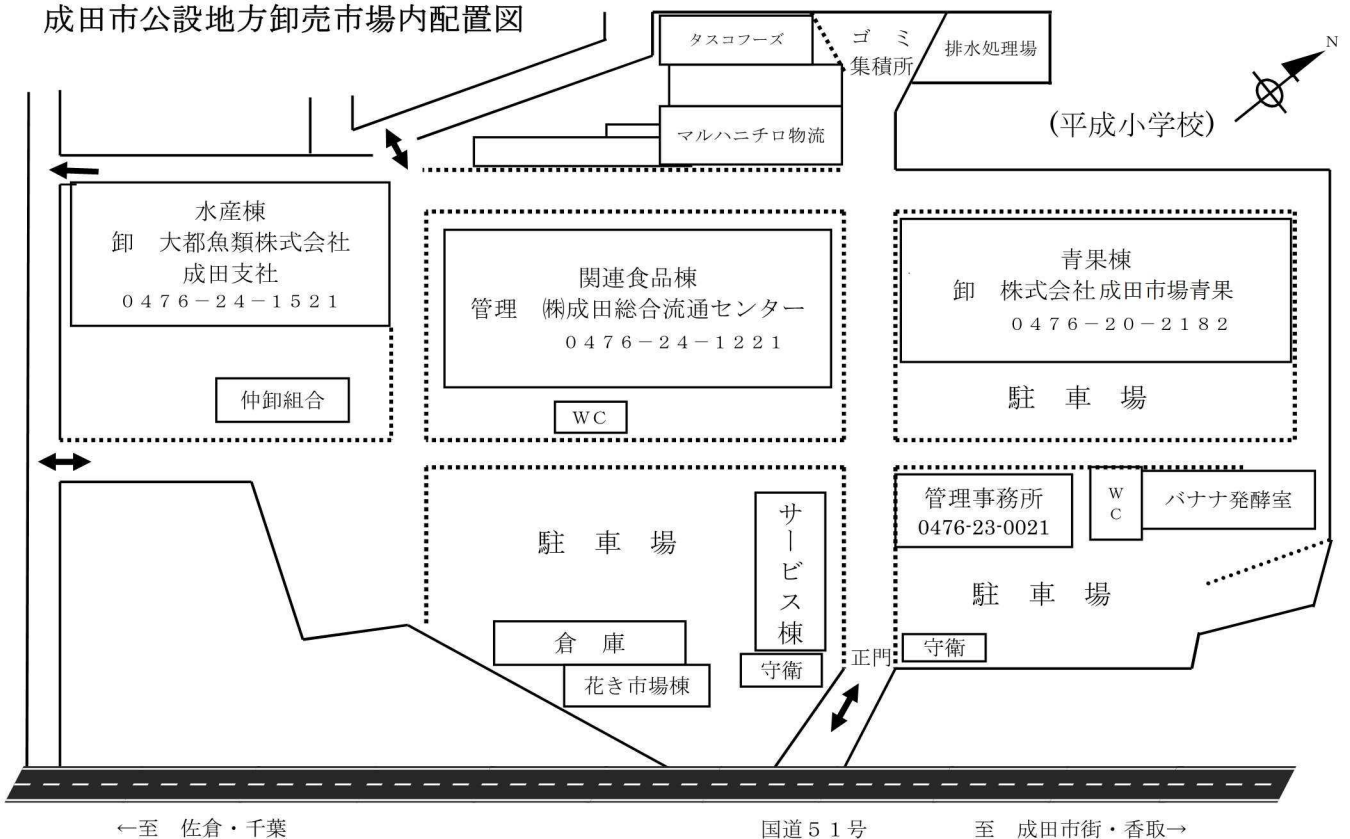 成田市公設地方卸売市場内配置図
タスコフーズ
ゴ ミ
集積所
排水処理場
N
(平成小学校)
マルハニチロ物流
水産棟
卸 大都魚類株式会社
成田支社
0476-24-1521
関連食品棟
管理 ㈱成田総合流通センター
0476-24-1221
青果棟
卸 株式会社成田市場青果
0476-20-2182
仲卸組合
WC
駐 車 場
管理事務所
0476-23-0021
WC
バナナ発酵室
サービス棟
駐 車 場
駐 車 場
倉 庫
花き市場棟
守衛
正門
守衛
←至 佐倉・千葉
国道51号
至 成田市街・香取→